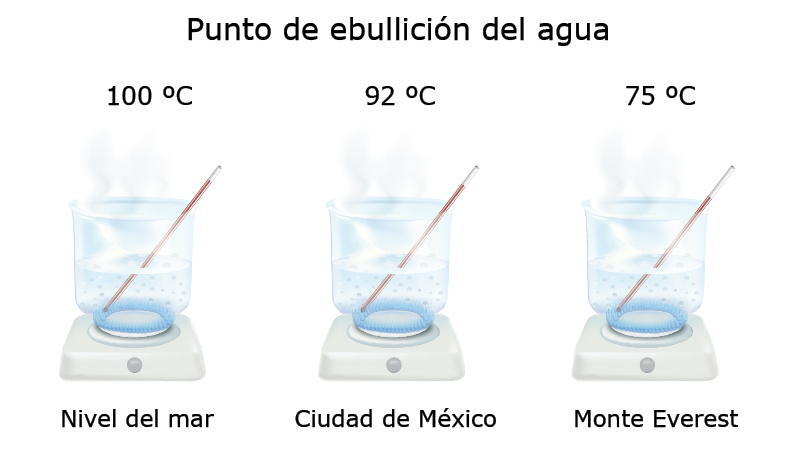 Punto de ebullición del agua
100 ºC
92 ºC
75 ºC
Nivel del mar
Ciudad de México
Monte Everest